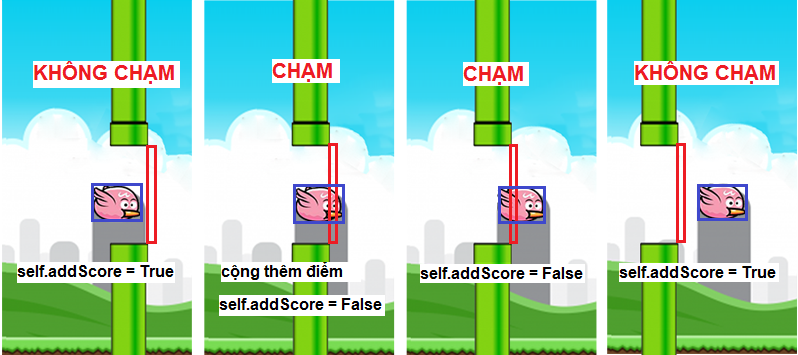 KHÔNG CHẠM
CHẠM
CHẠM
KHÔNG CHẠM
self.addScore = True
cộng thêm điểm
self.addScore = False
self.addScore = False
self.addScore = True